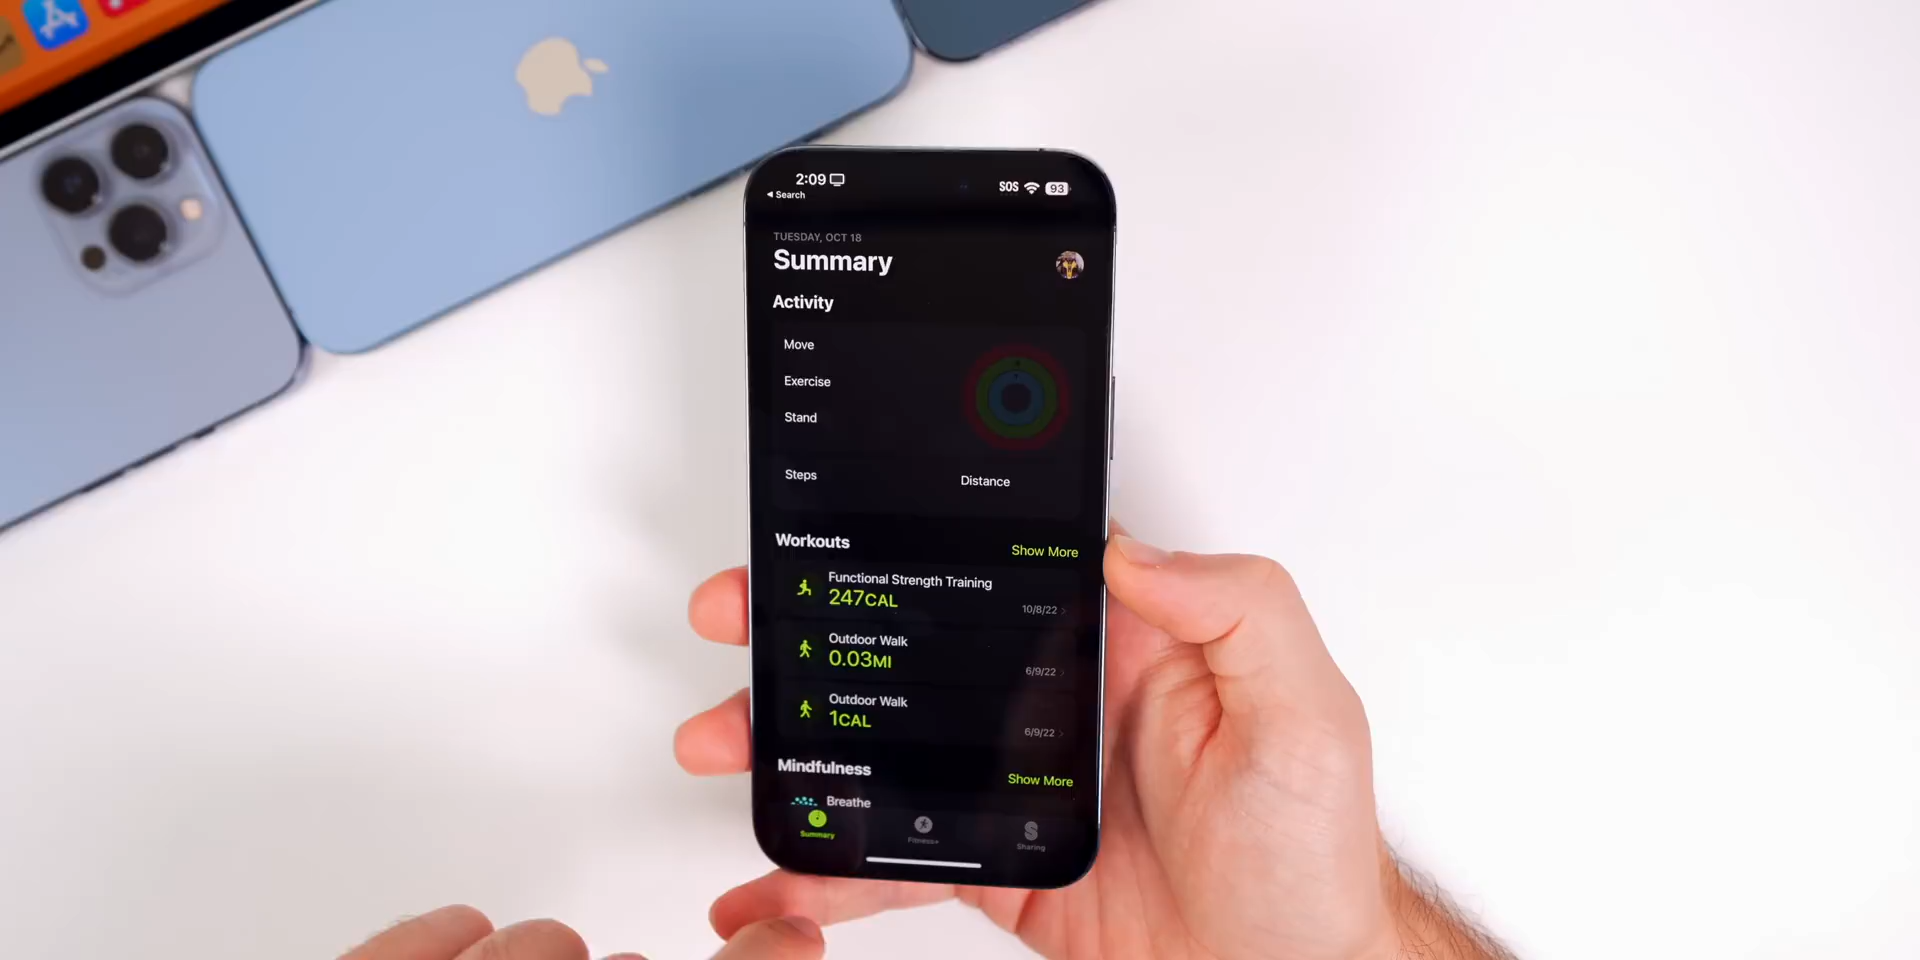 2:09
SOS 93
◀ Search
TUESDAY, OCT 18
Summary
Activity
Move
Exercise
Stand
Steps
Distance
Workouts
Show More
Functional Strength Training
247CAL
10/8/22
Outdoor Walk
0.03MI
6/9/22
Outdoor Walk
1CAL
6/9/22
Mindfulness
Show More
Breathe
Summary
Fitness+
Sharing